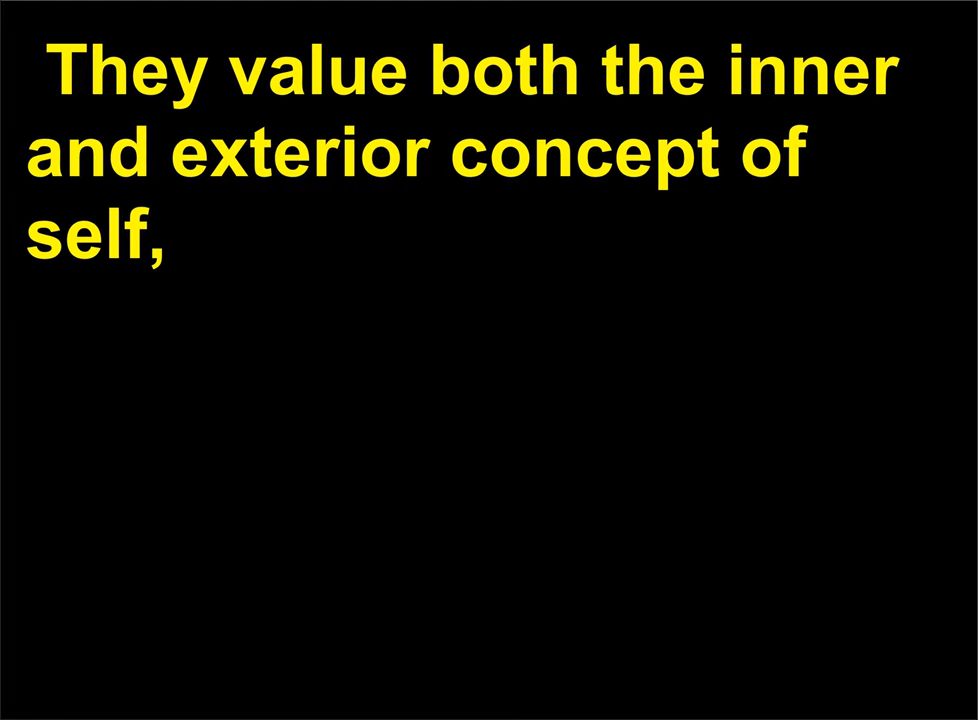 They value both the inner
and exterior concept of
self,